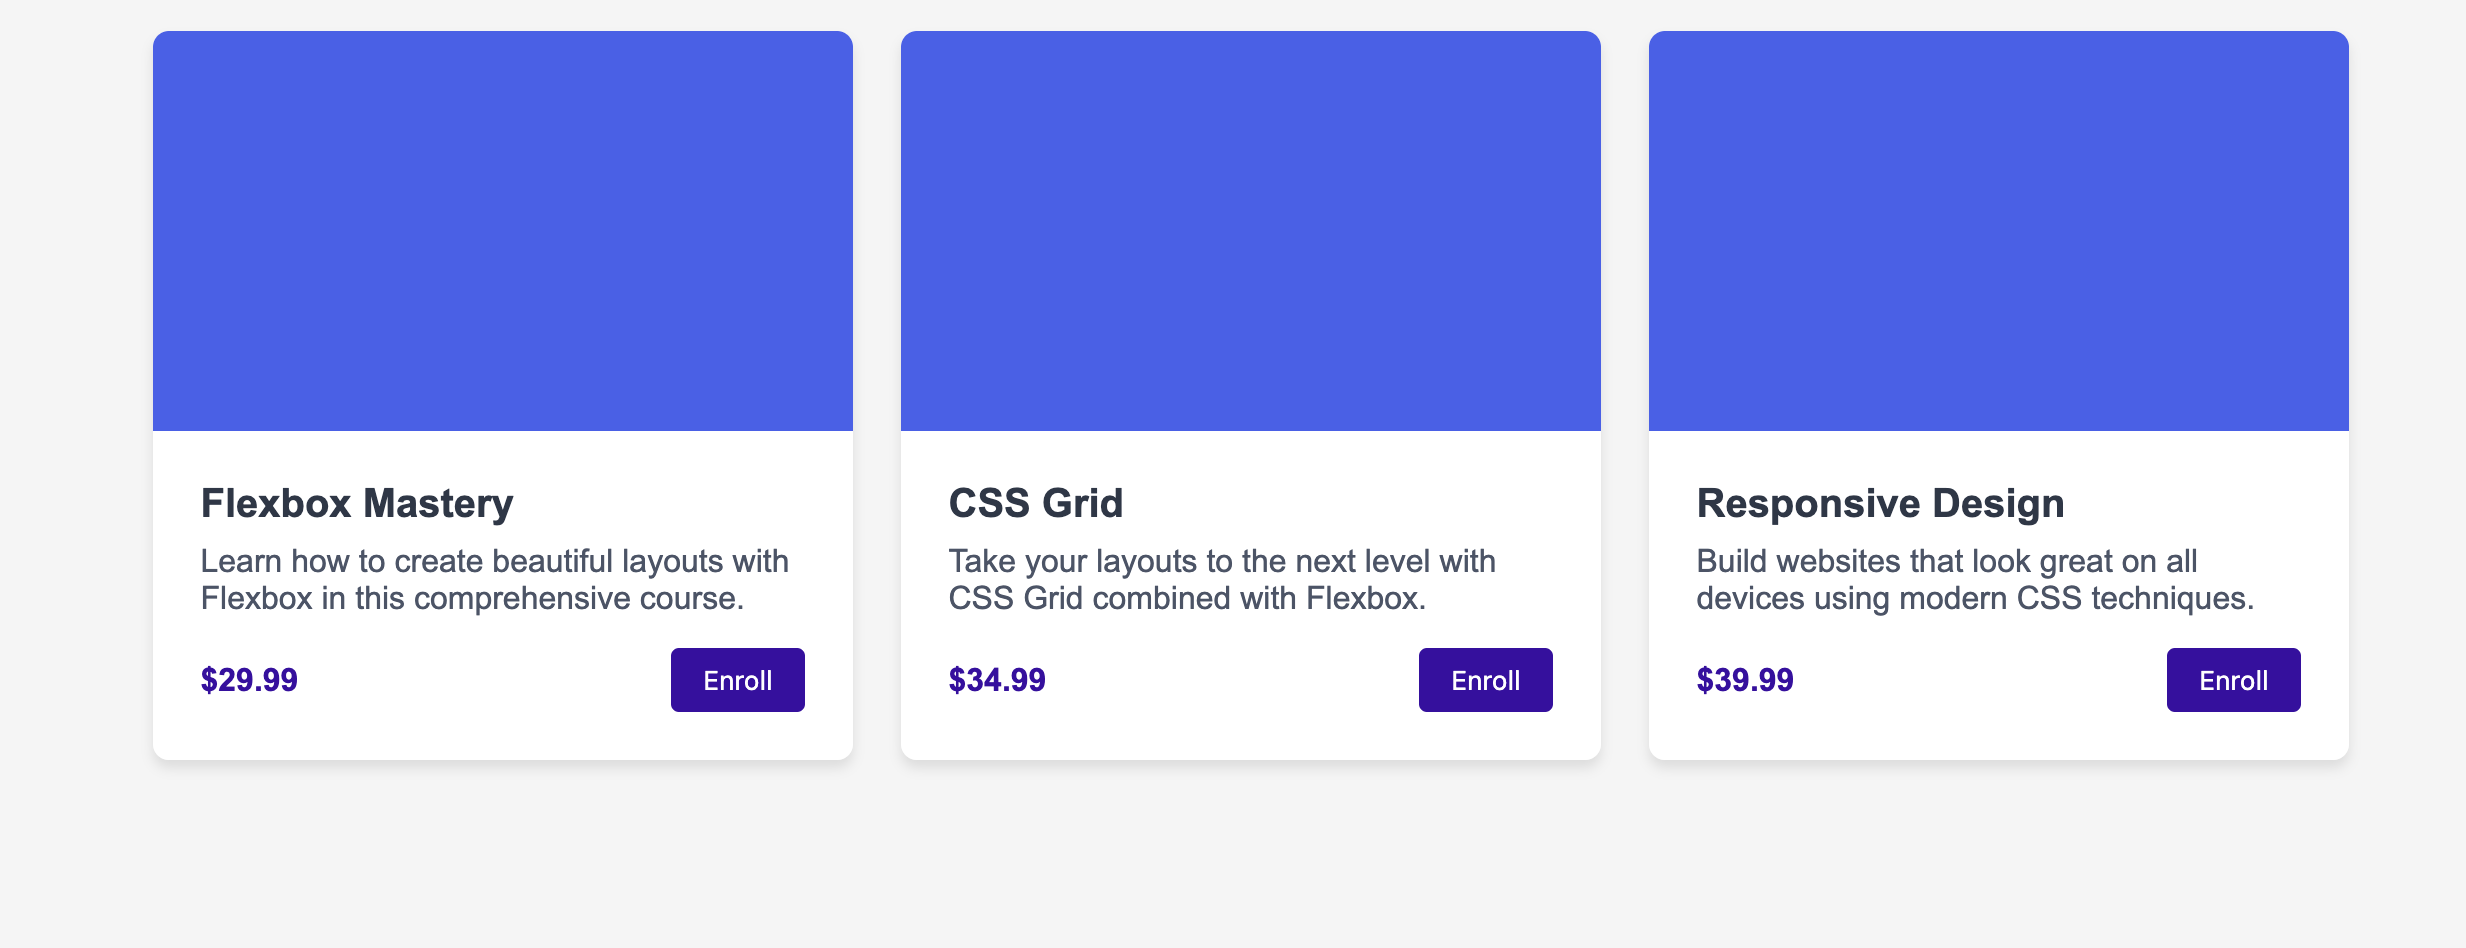 Flexbox Mastery
Learn how to create beautiful layouts with
Flexbox in this comprehensive course.
$29.99
Enroll
CSS Grid
Take your layouts to the next level with
CSS Grid combined with Flexbox.
$34.99
Enroll
Responsive Design
Build websites that look great on all
devices using modern CSS techniques.
$39.99
Enroll